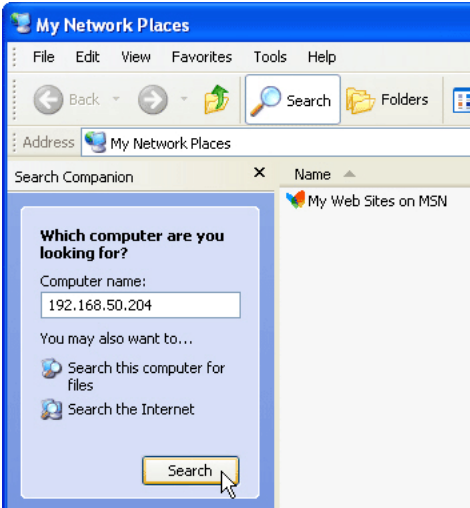 My Network Places
File Edit View Favorites Tools Help
Back Search Folders
Address My Network Places
Search Companion
Name
My Web Sites on MSN
Which computer are you
looking for?
Computer name:
192.168.50.204
You may also want to...
Search this computer for
files
Search the Internet
Search